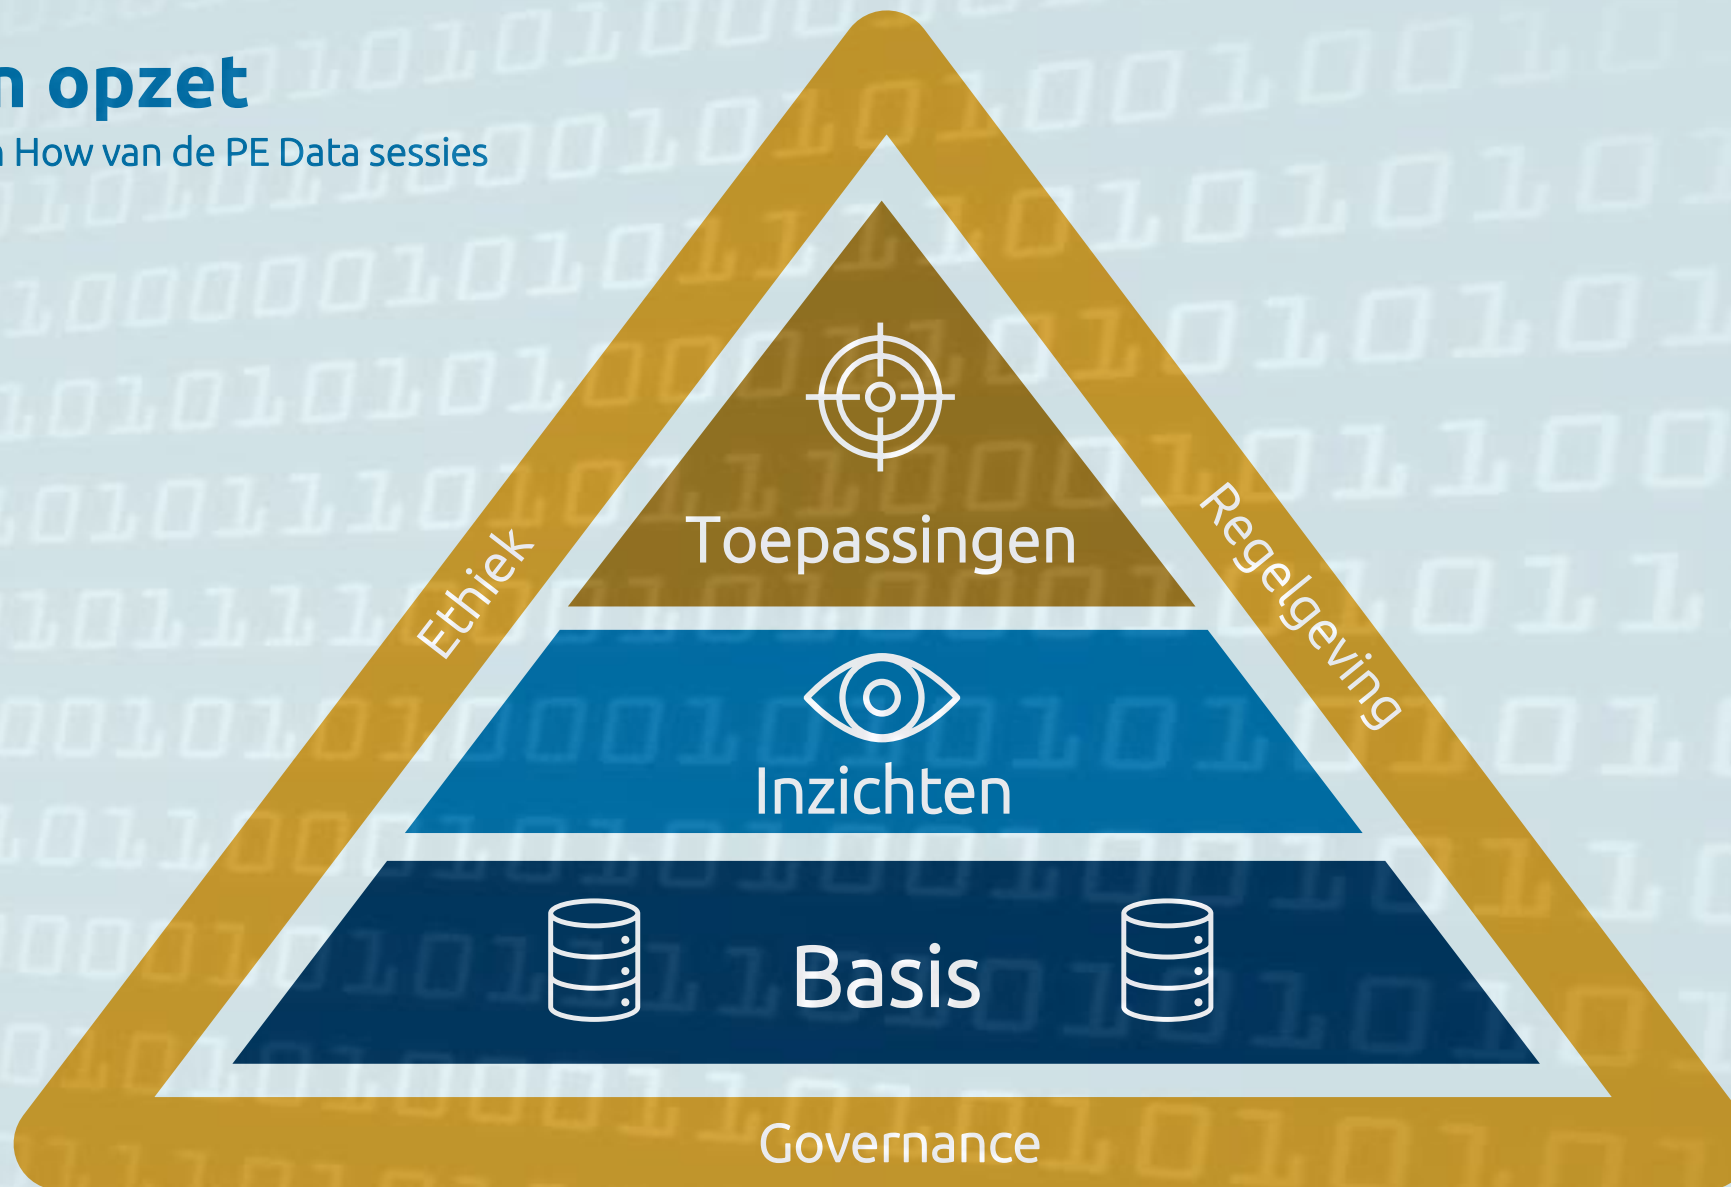 n opzet
How van de PE Data sessies
Toepassingen
Ethiek
Regelgeving
Inzichten
Basis
Governance